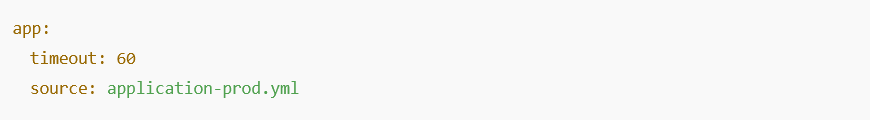 app:
  timeout: 60
  source: application-prod.yml